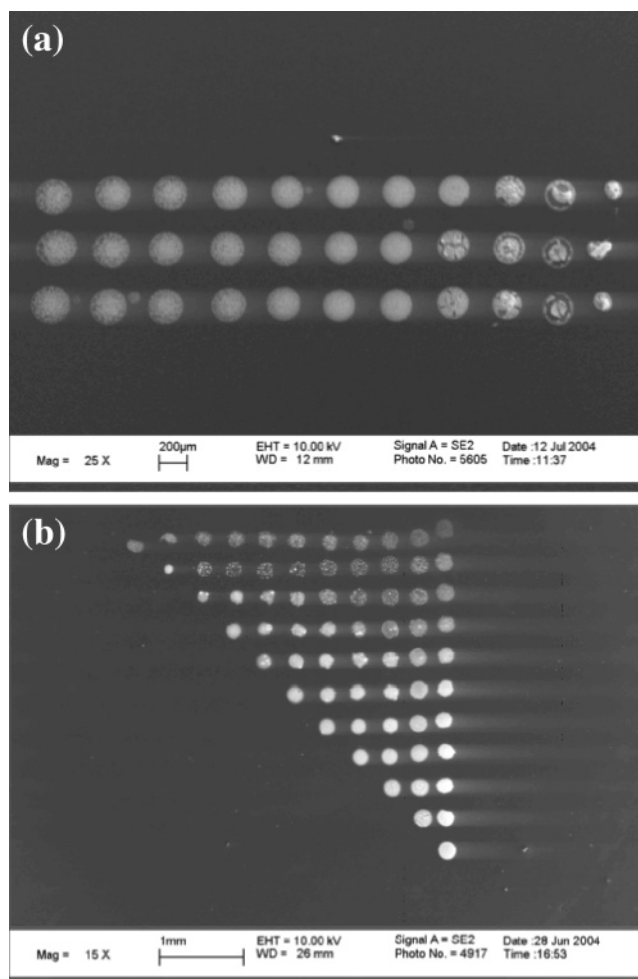 (a)
200µm EHT = 10.00 kV Signal A = SE2 Date :12 Jul 2004
Mag = 25 X WD = 12 mm Photo No. = 5605 Time :11:37
(b)
1mm EHT = 10.00 kV Signal A = SE2 Date :28 Jun 2004
Mag = 15 X WD = 26 mm Photo No. = 4917 Time :16:53